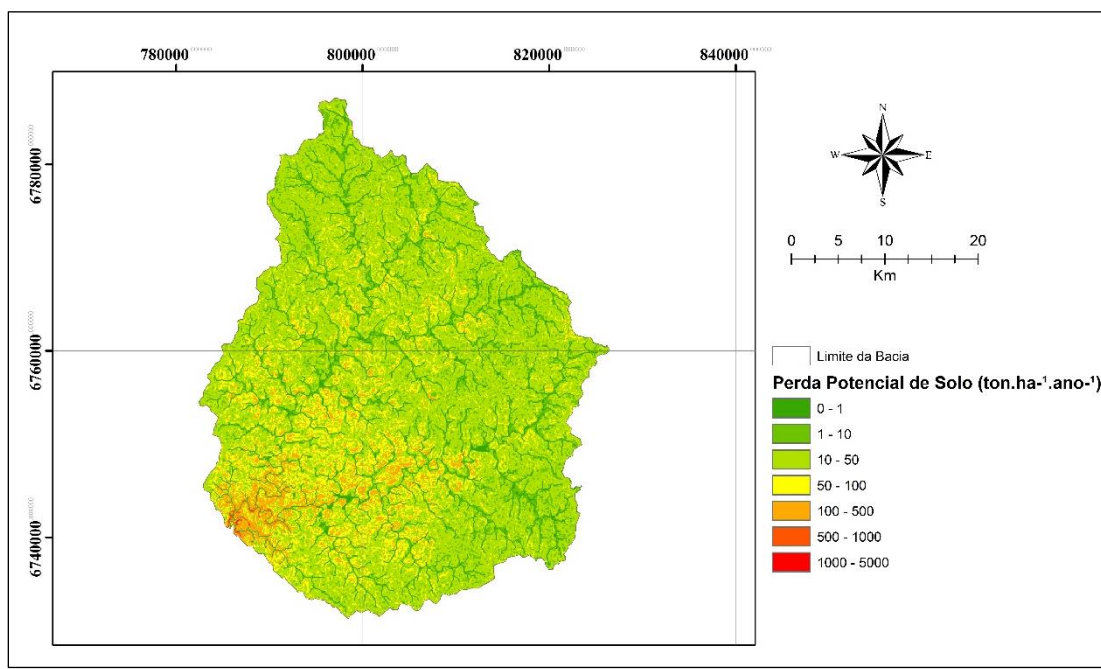 780000 800000 820000 840000
6780000
6760000
6740000
N
W E
S
0 5 10 20
Km
Limite da Bacia
Perda Potencial de Solo (ton.ha-¹.ano-¹)
0 - 1
1 - 10
10 - 50
50 - 100
100 - 500
500 - 1000
1000 - 5000